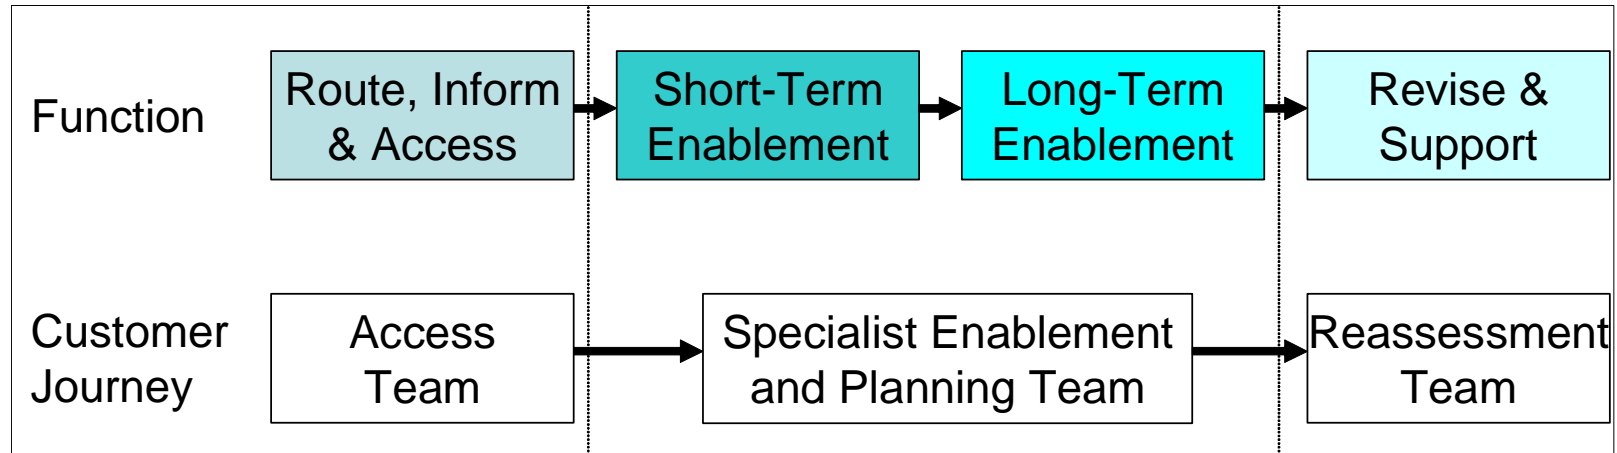 Function
Route, Inform
& Access
Short-Term
Enablement
Long-Term
Enablement
Revise &
Support
Customer
Journey
Access
Team
Specialist Enablement
and Planning Team
Reassessment
Team